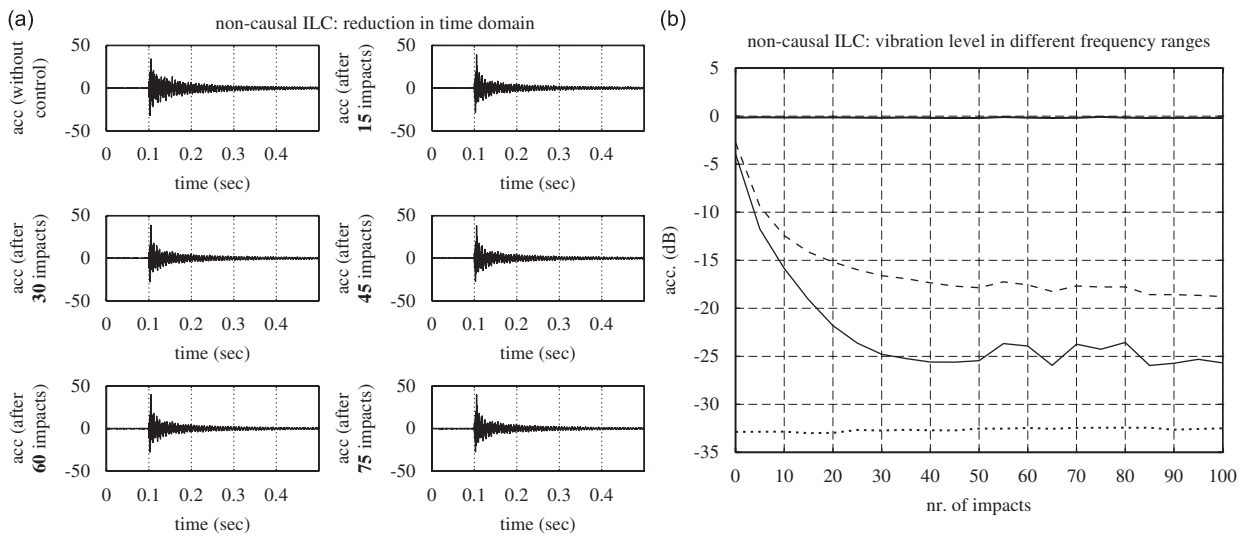 (a)
non-causal ILC: reduction in time domain
acc (without
control)
50
0
-50
0 0.1 0.2 0.3 0.4
time (sec)
acc (after
15 impacts)
50
0
-50
0 0.1 0.2 0.3 0.4
time (sec)
acc (after
30 impacts)
50
0
-50
0 0.1 0.2 0.3 0.4
time (sec)
acc (after
45 impacts)
50
0
-50
0 0.1 0.2 0.3 0.4
time (sec)
acc (after
60 impacts)
50
0
-50
0 0.1 0.2 0.3 0.4
time (sec)
acc (after
75 impacts)
50
0
-50
0 0.1 0.2 0.3 0.4
time (sec)
(b)
non-causal ILC: vibration level in different frequency ranges
acc. (dB)
5
0
-5
-10
-15
-20
-25
-30
-35
0 10 20 30 40 50 60 70 80 90 100
nr. of impacts